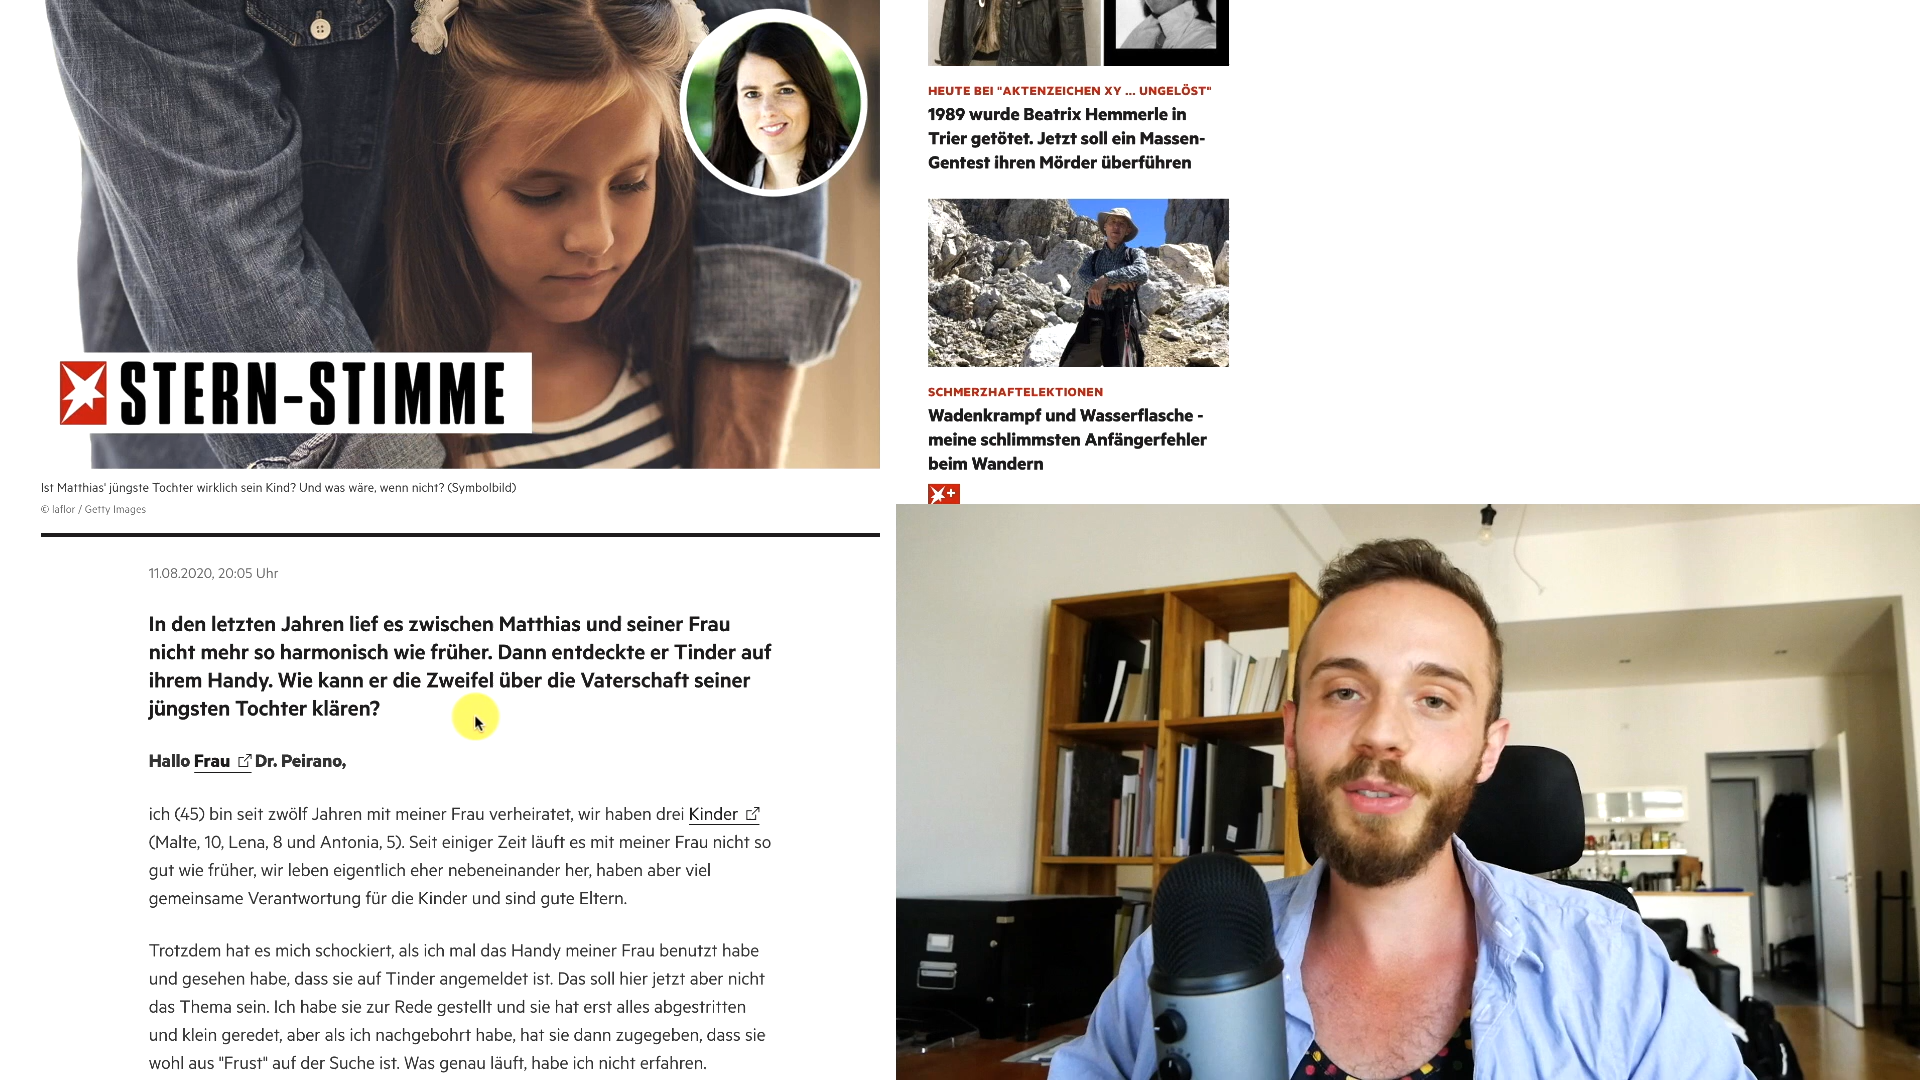 STERN-STIMME
Ist Matthias' jüngste Tochter wirklich sein Kind? Und was wäre, wenn nicht? (Symbolbild)
© laflor / Getty Images
11.08.2020, 20:05 Uhr
In den letzten Jahren lief es zwischen Matthias und seiner Frau
nicht mehr so harmonisch wie früher. Dann entdeckte er Tinder auf
ihrem Handy. Wie kann er die Zweifel über die Vaterschaft seiner
jüngsten Tochter klären?
Hallo Frau Dr. Peirano,
ich (45) bin seit zwölf Jahren mit meiner Frau verheiratet, wir haben drei Kinder
(Malte, 10, Lena, 8 und Antonia, 5). Seit einiger Zeit läuft es mit meiner Frau nicht so
gut wie früher, wir leben eigentlich eher nebeneinander her, haben aber viel
gemeinsame Verantwortung für die Kinder und sind gute Eltern.
Trotzdem hat es mich schockiert, als ich mal das Handy meiner Frau benutzt habe
und gesehen habe, dass sie auf Tinder angemeldet ist. Das soll hier jetzt aber nicht
das Thema sein. Ich habe sie zur Rede gestellt und sie hat erst alles abgestritten
und klein geredet, aber als ich nachgebohrt habe, hat sie dann zugegeben, dass sie
wohl aus "Frust" auf der Suche ist. Was genau läuft, habe ich nicht erfahren.
HEUTE BEI "AKTENZEICHEN XY ... UNGELÖST"
1989 wurde Beatrix Hemmerle in
Trier getötet. Jetzt soll ein Massen-
Gentest ihren Mörder überführen
SCHMERZHAFTELEKTIONEN
Wadenkrampf und Wasserflasche -
meine schlimmsten Anfängerfehler
beim Wandern
+